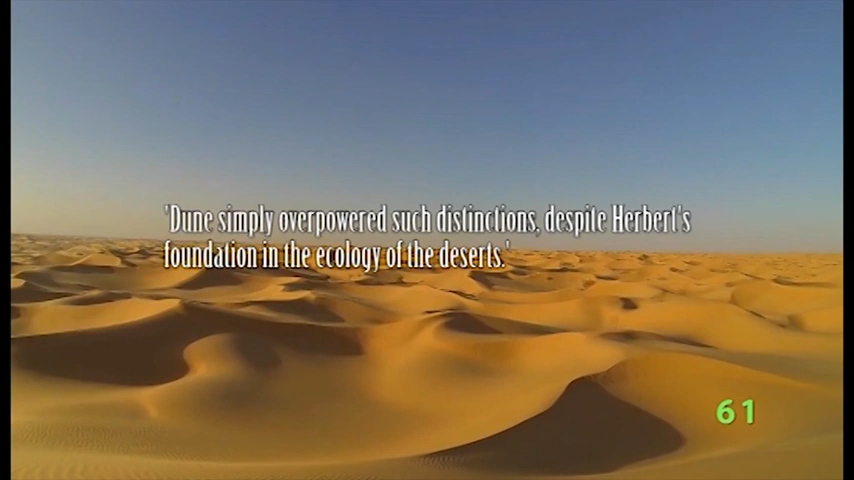 'Dune simply overpowered such distinctions, despite Herbert's
foundation in the ecology of the deserts.'
61